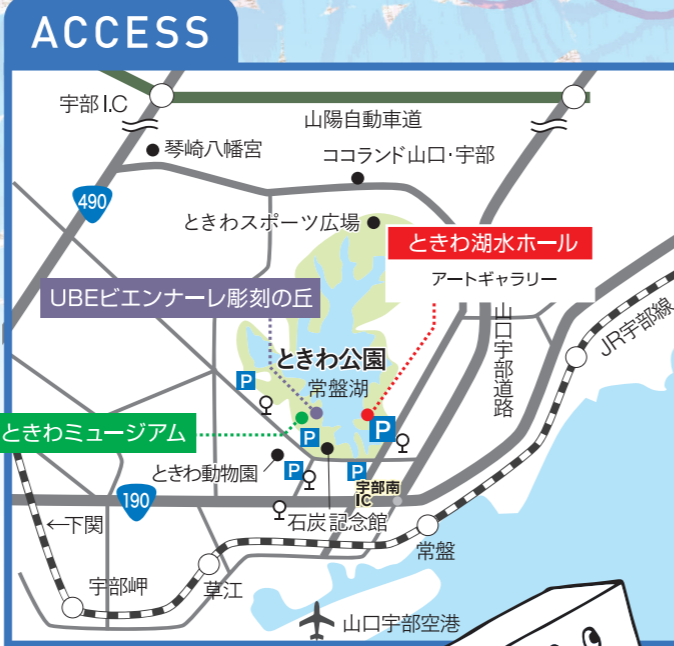 ACCESS
宇部 I.C
山陽自動車道
琴崎八幡宮
ココランド山口・宇部
490
ときわスポーツ広場
ときわ湖水ホール
アートギャラリー
UBEビエンナーレ彫刻の丘
山口宇部道路
JR宇部線
ときわ公園
常盤湖
P
P
ときわミュージアム
P
ときわ動物園
P
P
宇部南
IC
190
石炭記念館
←下関
常盤
宇部岬
草江
山口宇部空港